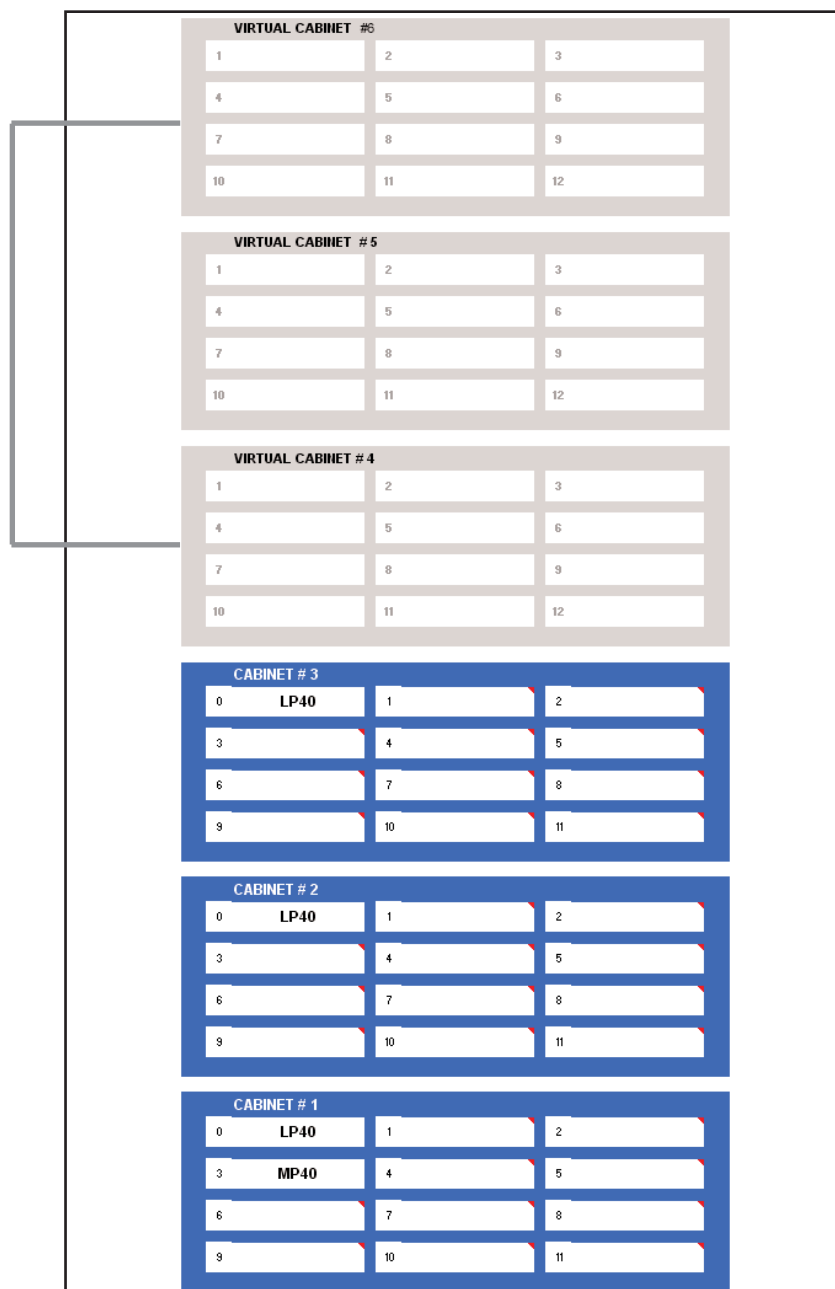 VIRTUAL CABINET #6
1 2 3
4 5 6
7 8 9
10 11 12
VIRTUAL CABINET # 5
1 2 3
4 5 6
7 8 9
10 11 12
VIRTUAL CABINET # 4
1 2 3
4 5 6
7 8 9
10 11 12
CABINET # 3
0 LP40 1 2
3 4 5
6 7 8
9 10 11
CABINET # 2
0 LP40 1 2
3 4 5
6 7 8
9 10 11
CABINET # 1
0 LP40 1 2
3 MP40 4 5
6 7 8
9 10 11